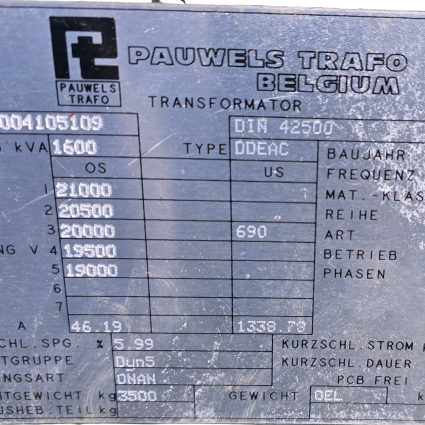 PAUWELS TRAFO
BELGIUM
PAUWELS
TRAFO
TRANSFORMATOR
004105109 DIN 42500
kVA 1600 TYPE DDEAC BAUJAHR
OS US FREQUENZ
1 21000 MAT.-KLAS
2 20500 REIHE
3 20000 690 ART
NG V 4 19500 BETRIEB
5 19000 PHASEN
6
7
A 46.19 1338.78
CHL.SPG. % 5.99 KURZSCHL.STROM
TGRUPPE Dyn5 KURZSCHL.DAUER
NGSART ONAN PCB FREI
TGEWICHT kg 3500 GEWICHT OEL k
USHEB.TEIL kg